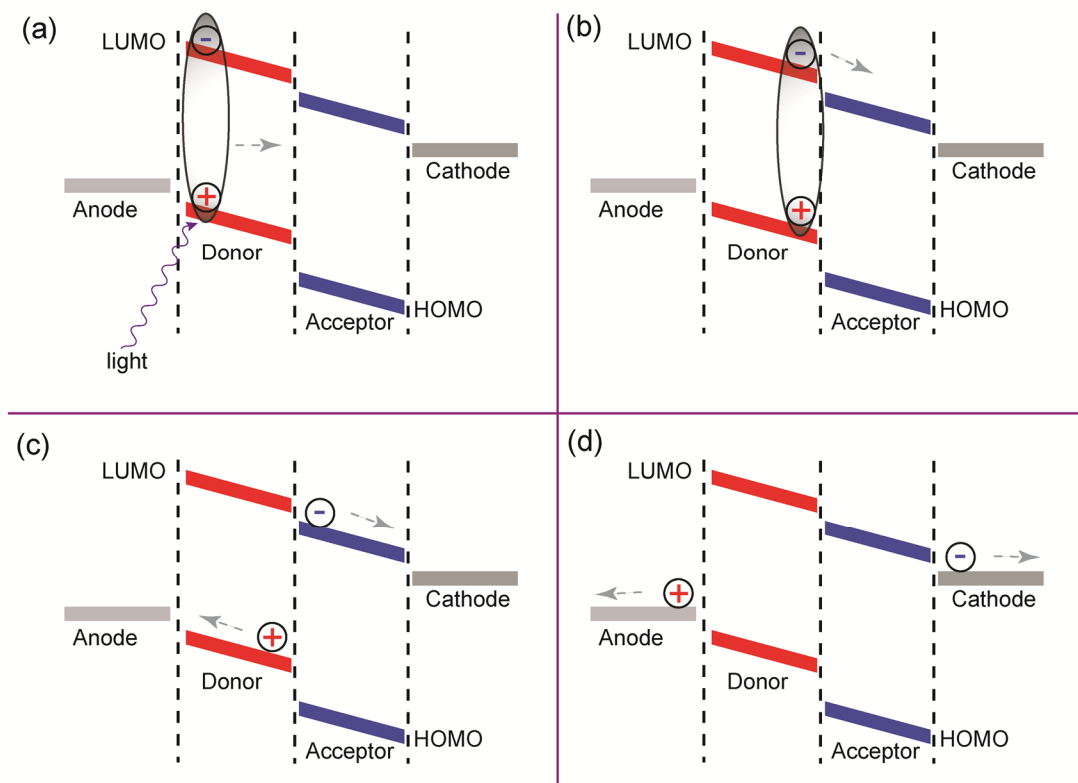 (a)
LUMO
-
+
Anode
Donor
Cathode
Acceptor
HOMO
light
(b)
LUMO
-
+
Anode
Donor
Cathode
Acceptor
HOMO
(c)
LUMO
-
+
Anode
Donor
Cathode
Acceptor
HOMO
(d)
LUMO
-
+
Anode
Donor
Cathode
Acceptor
HOMO